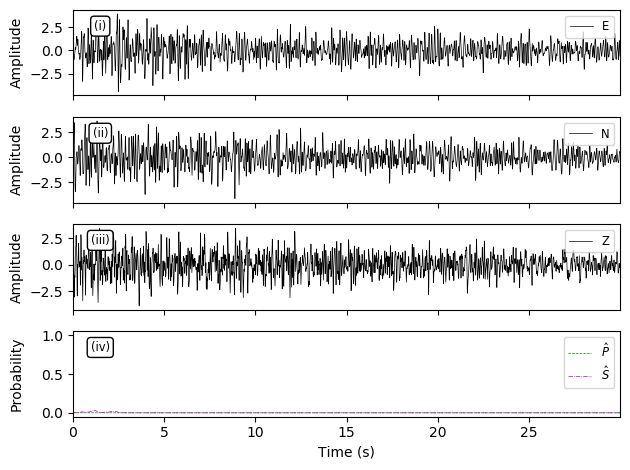 Amplitude
2.5
0.0
−2.5
(i)
E
Amplitude
2.5
0.0
−2.5
(ii)
N
Amplitude
2.5
0.0
−2.5
(iii)
Z
Probability
1.0
0.5
0.0
(iv)
P̂
Ŝ
0 5 10 15 20 25
Time (s)